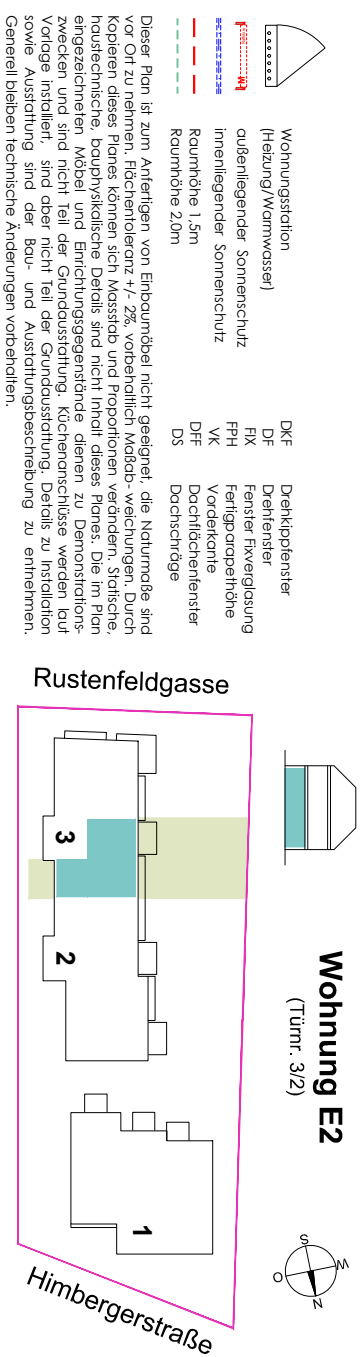 Wohnungsstation
(Heizung/Warmwasser)
außenliegender Sonnenschutz
innenliegender Sonnenschutz
Raumhöhe 1,5m
Raumhöhe 2,0m
DKF Drehkippfenster
DF Drehfenster
FIX Fenster Fixverglasung
FPH Fertigparapethöhe
VK Vorderkante
DFF Dachflächenfenster
DS Dachschräge
Dieser Plan ist zum Anfertigen von Einbaumöbel nicht geeignet, die Naturmaße sind
vor Ort zu nehmen. Flächentoleranz +/- 2%, vorbehaltlich Maßab- weichungen. Durch
Kopieren dieses Planes können sich Massstab und Proportionen verändern. Statische,
haustechnische, bauphysikalische Details sind nicht Inhalt dieses Planes. Die im Plan
eingezeichneten Möbel und Einrichtungsgegenstände dienen zu Demonstrations-
zwecken und sind nicht Teil der Grundausstattung. Küchenanschlüsse werden laut
Vorlage installiert, sind aber nicht Teil der Grundausstattung. Details zu Installation
sowie Ausstattung sind der Bau- und Ausstattungsbeschreibung zu entnehmen.
Generell bleiben technische Änderungen vorbehalten.
Wohnung E2
(Türnr. 3/2)
Rustenfeldgasse
3
2
1
Himbergerstraße
S
W
N
O